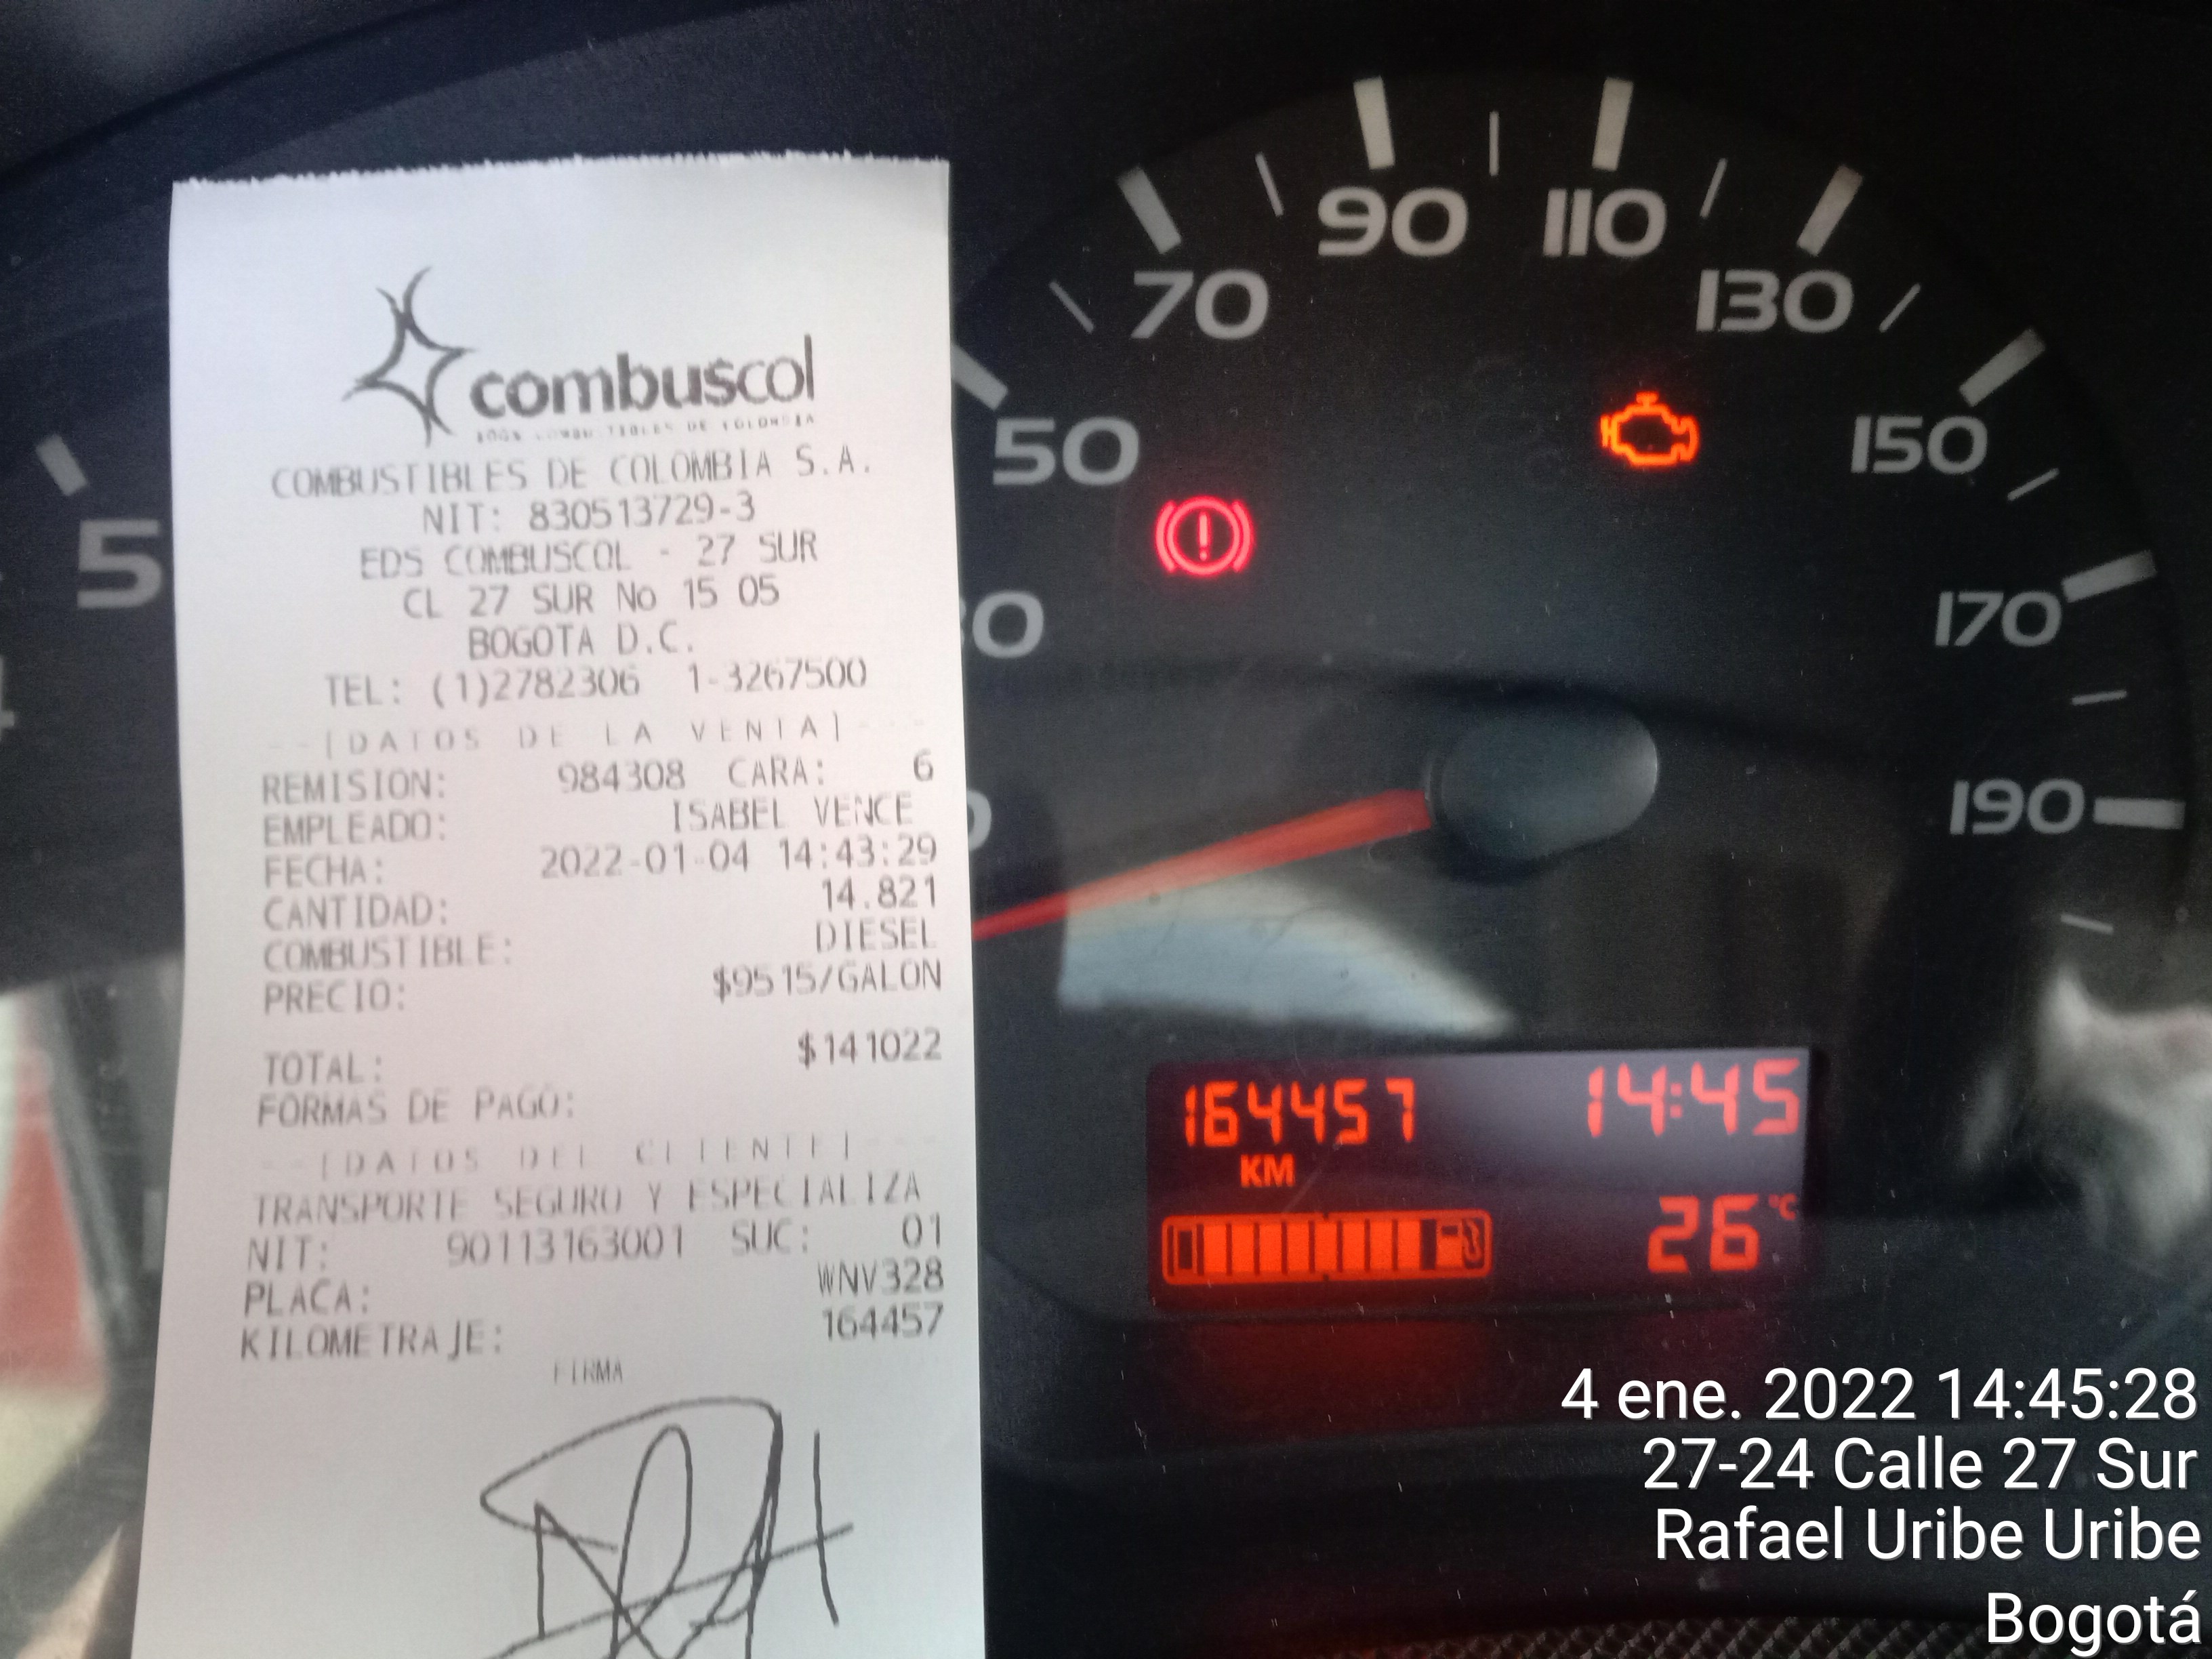 combuscol
COMBUSTIBLES DE COLOMBIA S.A.
NIT: 830513729-3
EDS COMBUSCOL - 27 SUR
CL 27 SUR No 15 05
BOGOTA D.C.
TEL: (1)2782306 1-3267500
--[DATOS DE LA VENTA]---
REMISION: 984308 CARA: 6
EMPLEADO: ISABEL VENCE
FECHA: 2022-01-04 14:43:29
CANTIDAD: 14.821
COMBUSTIBLE: DIESEL
PRECIO: $9515/GALON
TOTAL: $141022
FORMAS DE PAGO:
--[DATOS DEL CLIENTE]---
TRANSPORTE SEGURO Y ESPECIALIZA
NIT: 90113163001 SUC: 01
PLACA: WNV328
KILOMETRAJE: 164457
FIRMA
5
50
70
90
110
130
150
170
190
164457 14:45
KM
26 °C
4 ene. 2022 14:45:28
27-24 Calle 27 Sur
Rafael Uribe Uribe
Bogotá